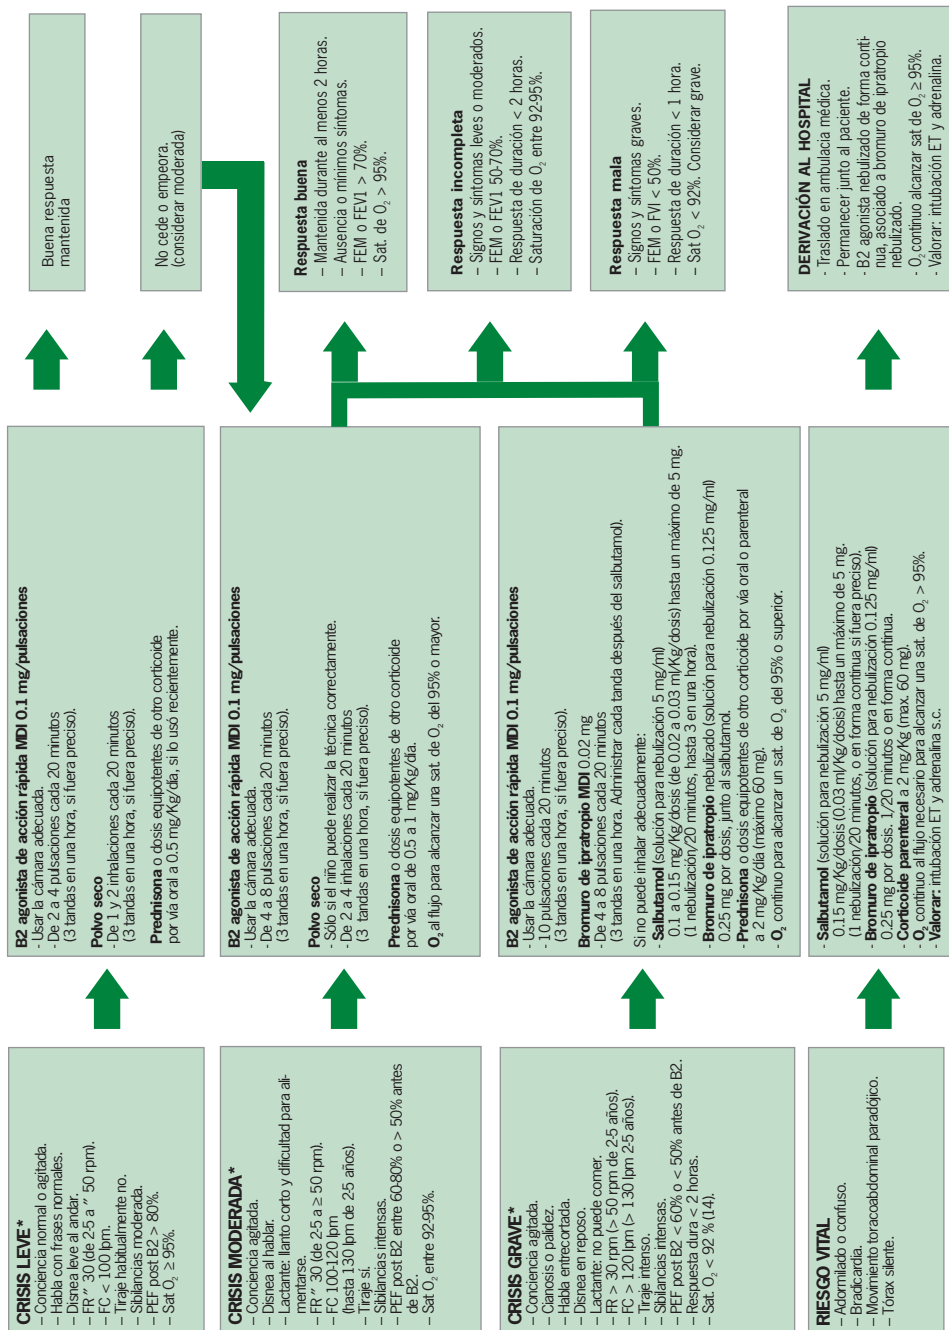 CRISIS LEVE*
– Conciencia normal o agitada.
– Habla con frases normales.
– Disnea leve al andar.
– FR ″ 30 (de 2-5 a ″ 50 rpm).
– FC < 100 lpm.
– Tiraje habitualmente no.
– Sibilancias moderada.
– PEF post B2 > 80%.
– Sat O₂ ≥ 95%.
B2 agonista de acción rápida MDI 0.1 mg/pulsaciones
- Usar la cámara adecuada.
- De 2 a 4 pulsaciones cada 20 minutos
(3 tandas en una hora, si fuera preciso).
Polvo seco
- De 1 y 2 inhalaciones cada 20 minutos
(3 tandas en una hora, si fuera preciso).
Prednisona o dosis equipotentes de otro corticoide
por vía oral a 0.5 mg/Kg/día, si lo usó recientemente.
Buena respuesta
mantenida
No cede o empeora.
(considerar moderada)
CRISIS MODERADA*
– Conciencia agitada.
– Disnea al hablar.
– Lactante: llanto corto y dificultad para ali-
mentarse.
– FR ″ 30 (de 2-5 a ≥ 50 rpm).
– FC 100-120 lpm
(hasta 130 lpm de 2-5 años).
– Tiraje sí.
– Sibilancias intensas.
– PEF post B2 entre 60-80% o > 50% antes
de B2.
– Sat O₂ entre 92-95%.
B2 agonista de acción rápida MDI 0.1 mg/pulsaciones
- Usar la cámara adecuada.
- De 4 a 8 pulsaciones cada 20 minutos
(3 tandas en una hora, si fuera preciso).
Polvo seco
- Sólo si el niño puede realizar la técnica correctamente.
- De 2 a 4 inhalaciones cada 20 minutos
(3 tandas en una hora, si fuera preciso).
Prednisona o dosis equipotentes de otro corticoide
por vía oral de 0.5 a 1 mg/Kg/día.
O₂ al flujo para alcanzar una sat. de O₂ del 95% o mayor.
Respuesta buena
– Mantenida durante al menos 2 horas.
– Ausencia o mínimos síntomas.
– FEM o FEV1 > 70%.
– Sat. de O₂ > 95%.
Respuesta incompleta
– Signos y síntomas leves o moderados.
– FEM o FEV1 50-70%.
– Respuesta de duración < 2 horas.
– Saturación de O₂ entre 92-95%.
Respuesta mala
– Signos y síntomas graves.
– FEM o FVI < 50%.
– Respuesta de duración < 1 hora.
– Sat O₂ < 92%. Considerar grave.
CRISIS GRAVE*
– Conciencia agitada.
– Cianosis o palidez.
– Habla entrecortada.
– Disnea en reposo.
– Lactante: no puede comer.
– FR > 30 rpm (> 50 rpm de 2-5 años).
– FC > 120 lpm (> 130 lpm 2-5 años).
– Tiraje intenso.
– Sibilancias intensas.
– PEF post B2 < 60% o < 50% antes de B2.
– Respuesta dura < 2 horas.
– Sat. O₂ < 92 % (14).
B2 agonista de acción rápida MDI 0.1 mg/pulsaciones
- Usar la cámara adecuada.
- 10 pulsaciones cada 20 minutos
(3 tandas en una hora, si fuera preciso).
Bromuro de ipratropio MDI 0.02 mg
- De 4 a 8 pulsaciones cada 20 minutos
(3 tandas en una hora. Administrar cada tanda después del salbutamol).
Si no puede inhalar adecuadamente:
- Salbutamol (solución para nebulización 5 mg/ml)
0.1 a 0.15 mg/Kg/dosis (de 0.02 a 0.03 ml/Kg/dosis) hasta un máximo de 5 mg.
(1 nebulización/20 minutos, hasta 3 en una hora).
- Bromuro de ipratropio nebulizado (solución para nebulización 0.125 mg/ml)
0.25 mg por dosis, junto al salbutamol.
- Prednisona o dosis equipotentes de otro corticoide por vía oral o parenteral
a 2 mg/Kg/día (máximo 60 mg).
- O₂ continuo para alcanzar un sat. de O₂ del 95% o superior.
RIESGO VITAL
– Adormilado o confuso.
– Bradicardia.
– Movimiento toracoabdominal paradójico.
– Tórax silente.
- Salbutamol (solución para nebulización 5 mg/ml)
0.15 mg/Kg/dosis (0.03 ml/Kg/dosis) hasta un máximo de 5 mg.
(1 nebulización/20 minutos, o en forma continua si fuera preciso).
- Bromuro de ipratropio (solución para nebulización 0.125 mg/ml)
0.25 mg por dosis. 1/20 minutos o en forma continua.
- Corticoide parenteral a 2 mg/Kg (max. 60 mg).
- O₂ continuo al flujo necesario para alcanzar una sat. de O₂ > 95%.
- Valorar: intubación ET y adrenalina s.c.
DERIVACIÓN AL HOSPITAL
- Traslado en ambulacia médica.
- Permanecer junto al paciente.
- B2 agonista nebulizado de forma conti-
nua, asociado a bromuro de ipratropio
nebulizado.
- O₂ continuo alcanzar sat de O₂ ≥ 95%.
- Valorar: intubación ET y adrenalina.